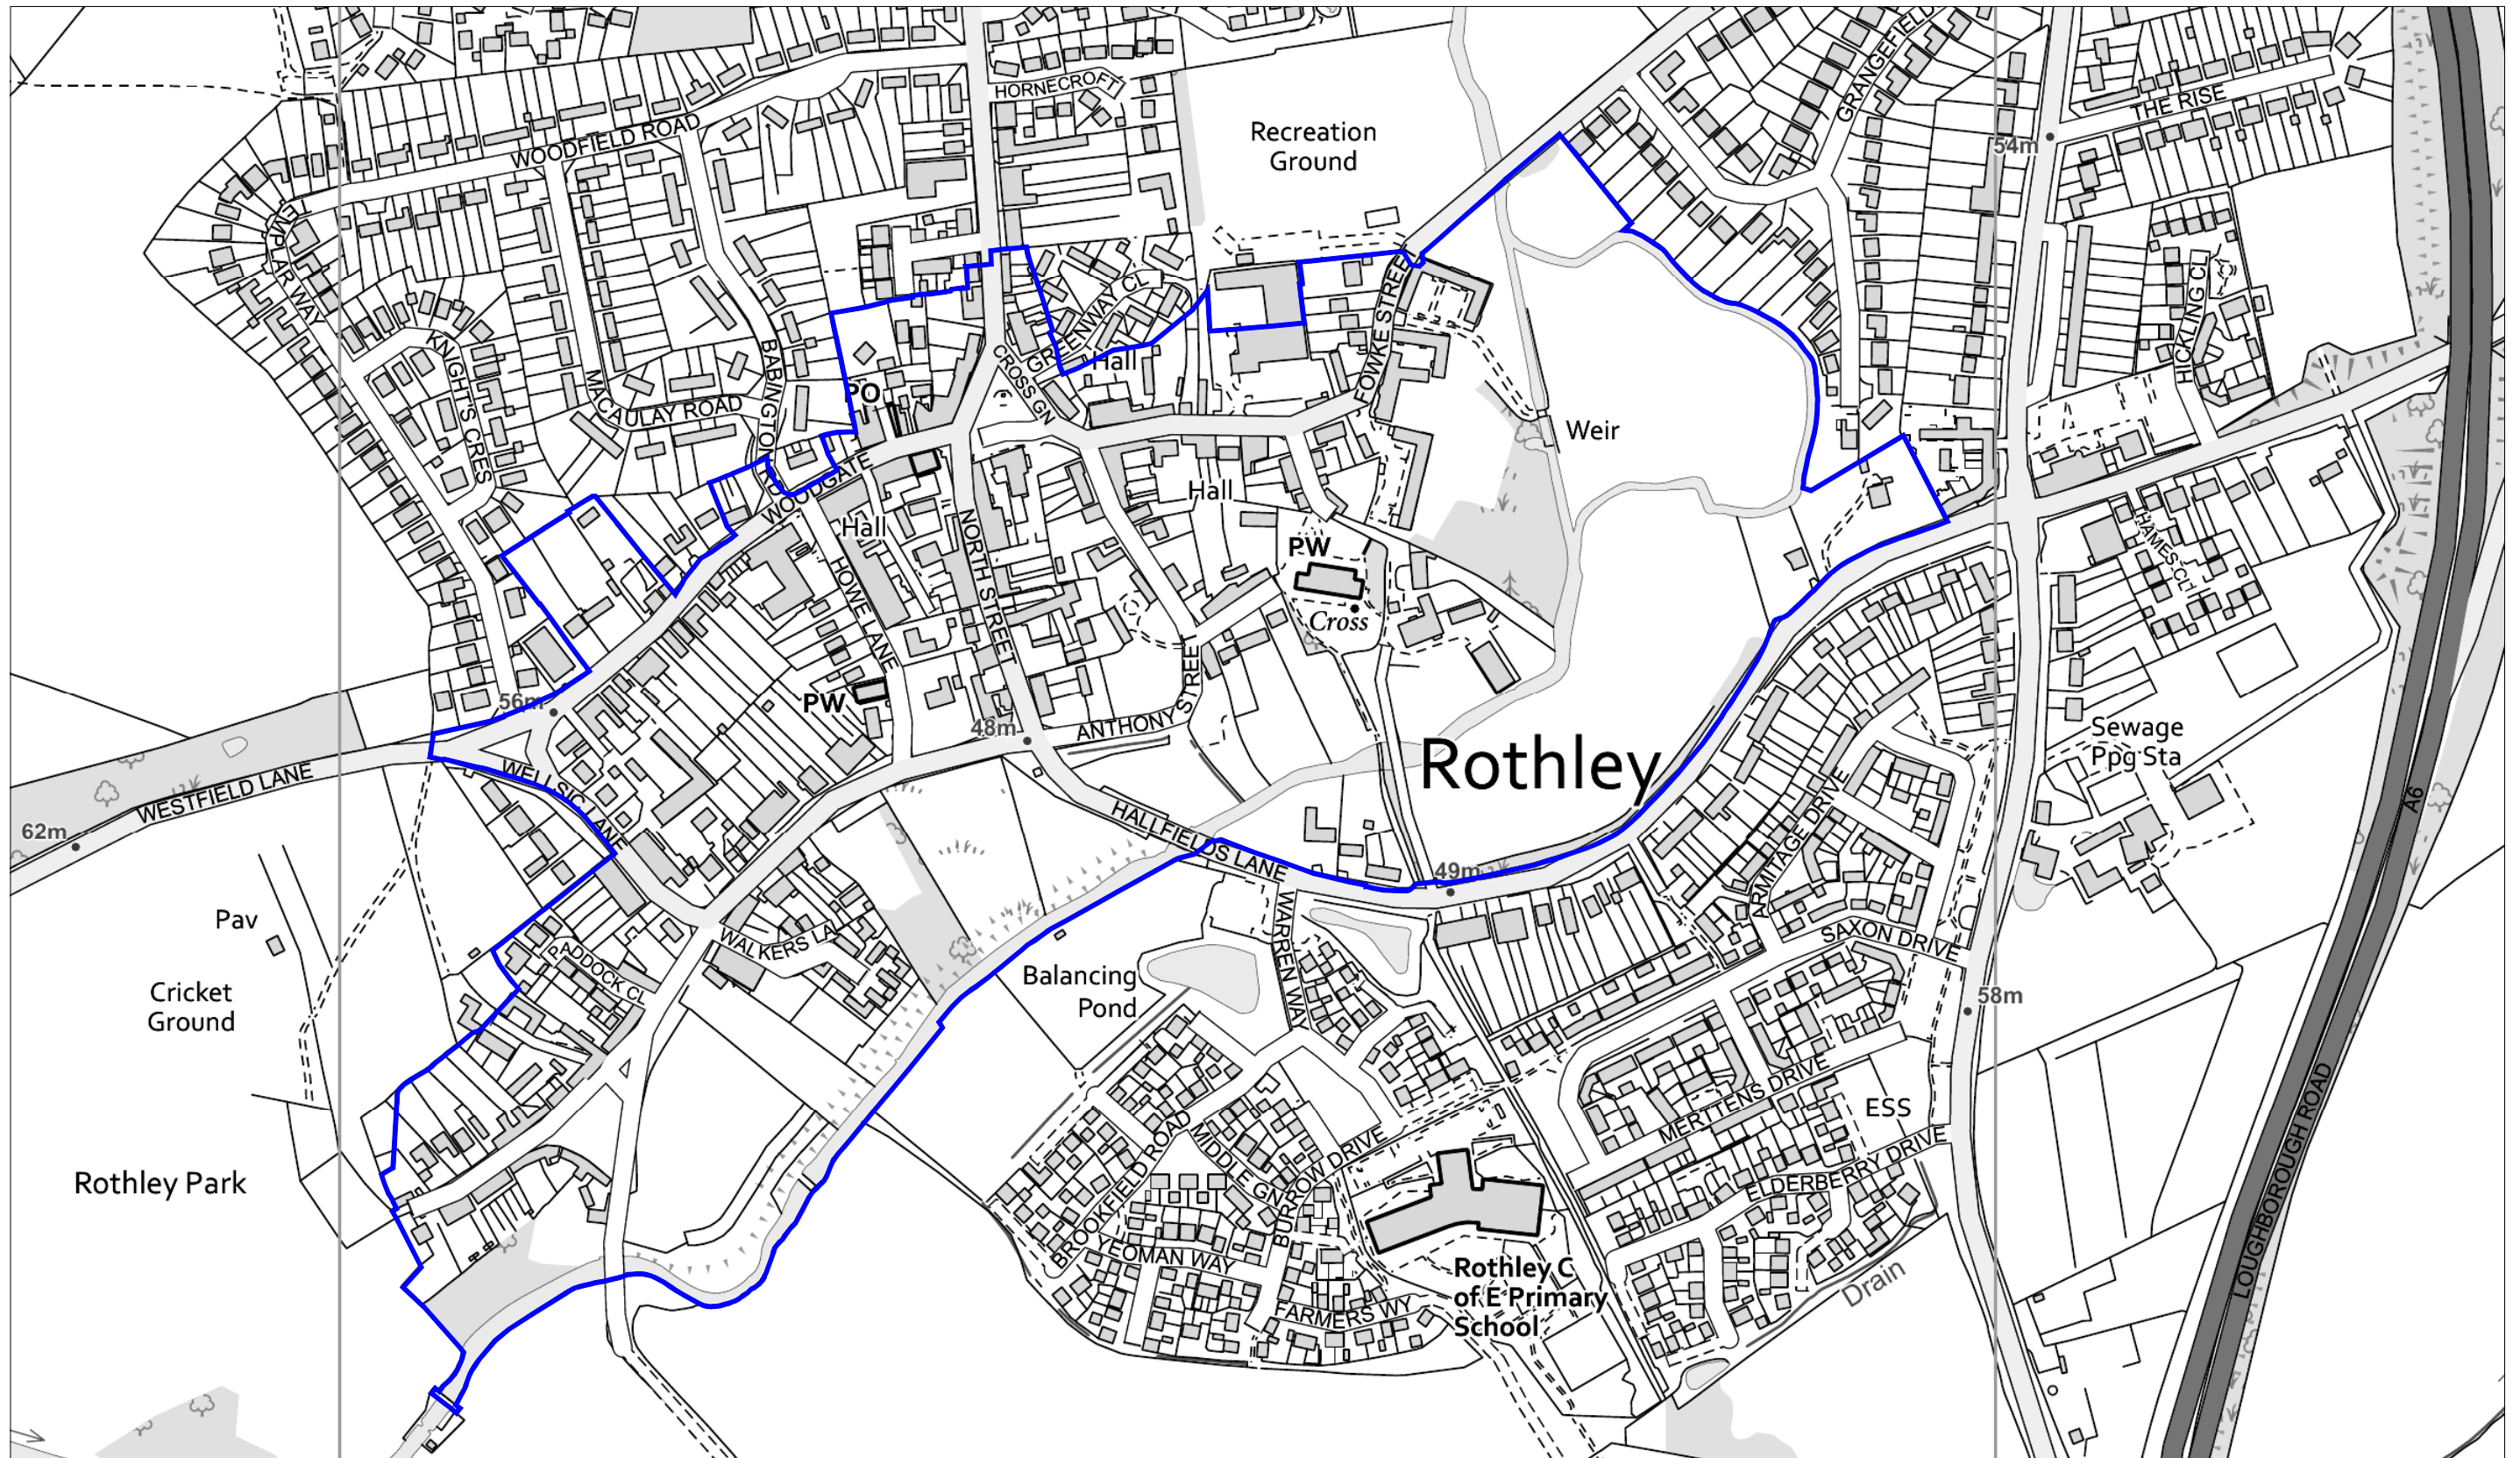 HORNECROFT
GRANGEFIELD
THE RISE
Recreation
Ground
54m
WOODFIELD ROAD
TEMPLAR WAY
HICKLING CL
GREENWAY CL
FOWKE STREET
KNIGHTS CRES
BABINGTON RD
CROSS GN
Hall
MACAULAY ROAD
PO
Weir
WOODGATE
Hall
Hall
NORTH STREET
HOWE LANE
PW
Cross
JAMES CL
PW
56m
48m
ANTHONY STREET
Rothley
Sewage
Ppg Sta
WESTFIELD LANE
WELLSIC LANE
HALLFIELDS LANE
ARMITAGE DRIVE
A6
62m
49m
Pav
WALKERS LA
WARREN WAY
SAXON DRIVE
PADDOCK CL
Balancing
Pond
Cricket
Ground
58m
MERTTENS DRIVE
ESS
Rothley Park
BROOKFIELD ROAD
MIDDLE GN
BURROW DRIVE
ELDERBERRY DRIVE
LOUGHBOROUGH ROAD
YEOMAN WAY
FARMERS WY
Rothley C
of E Primary
School
Drain